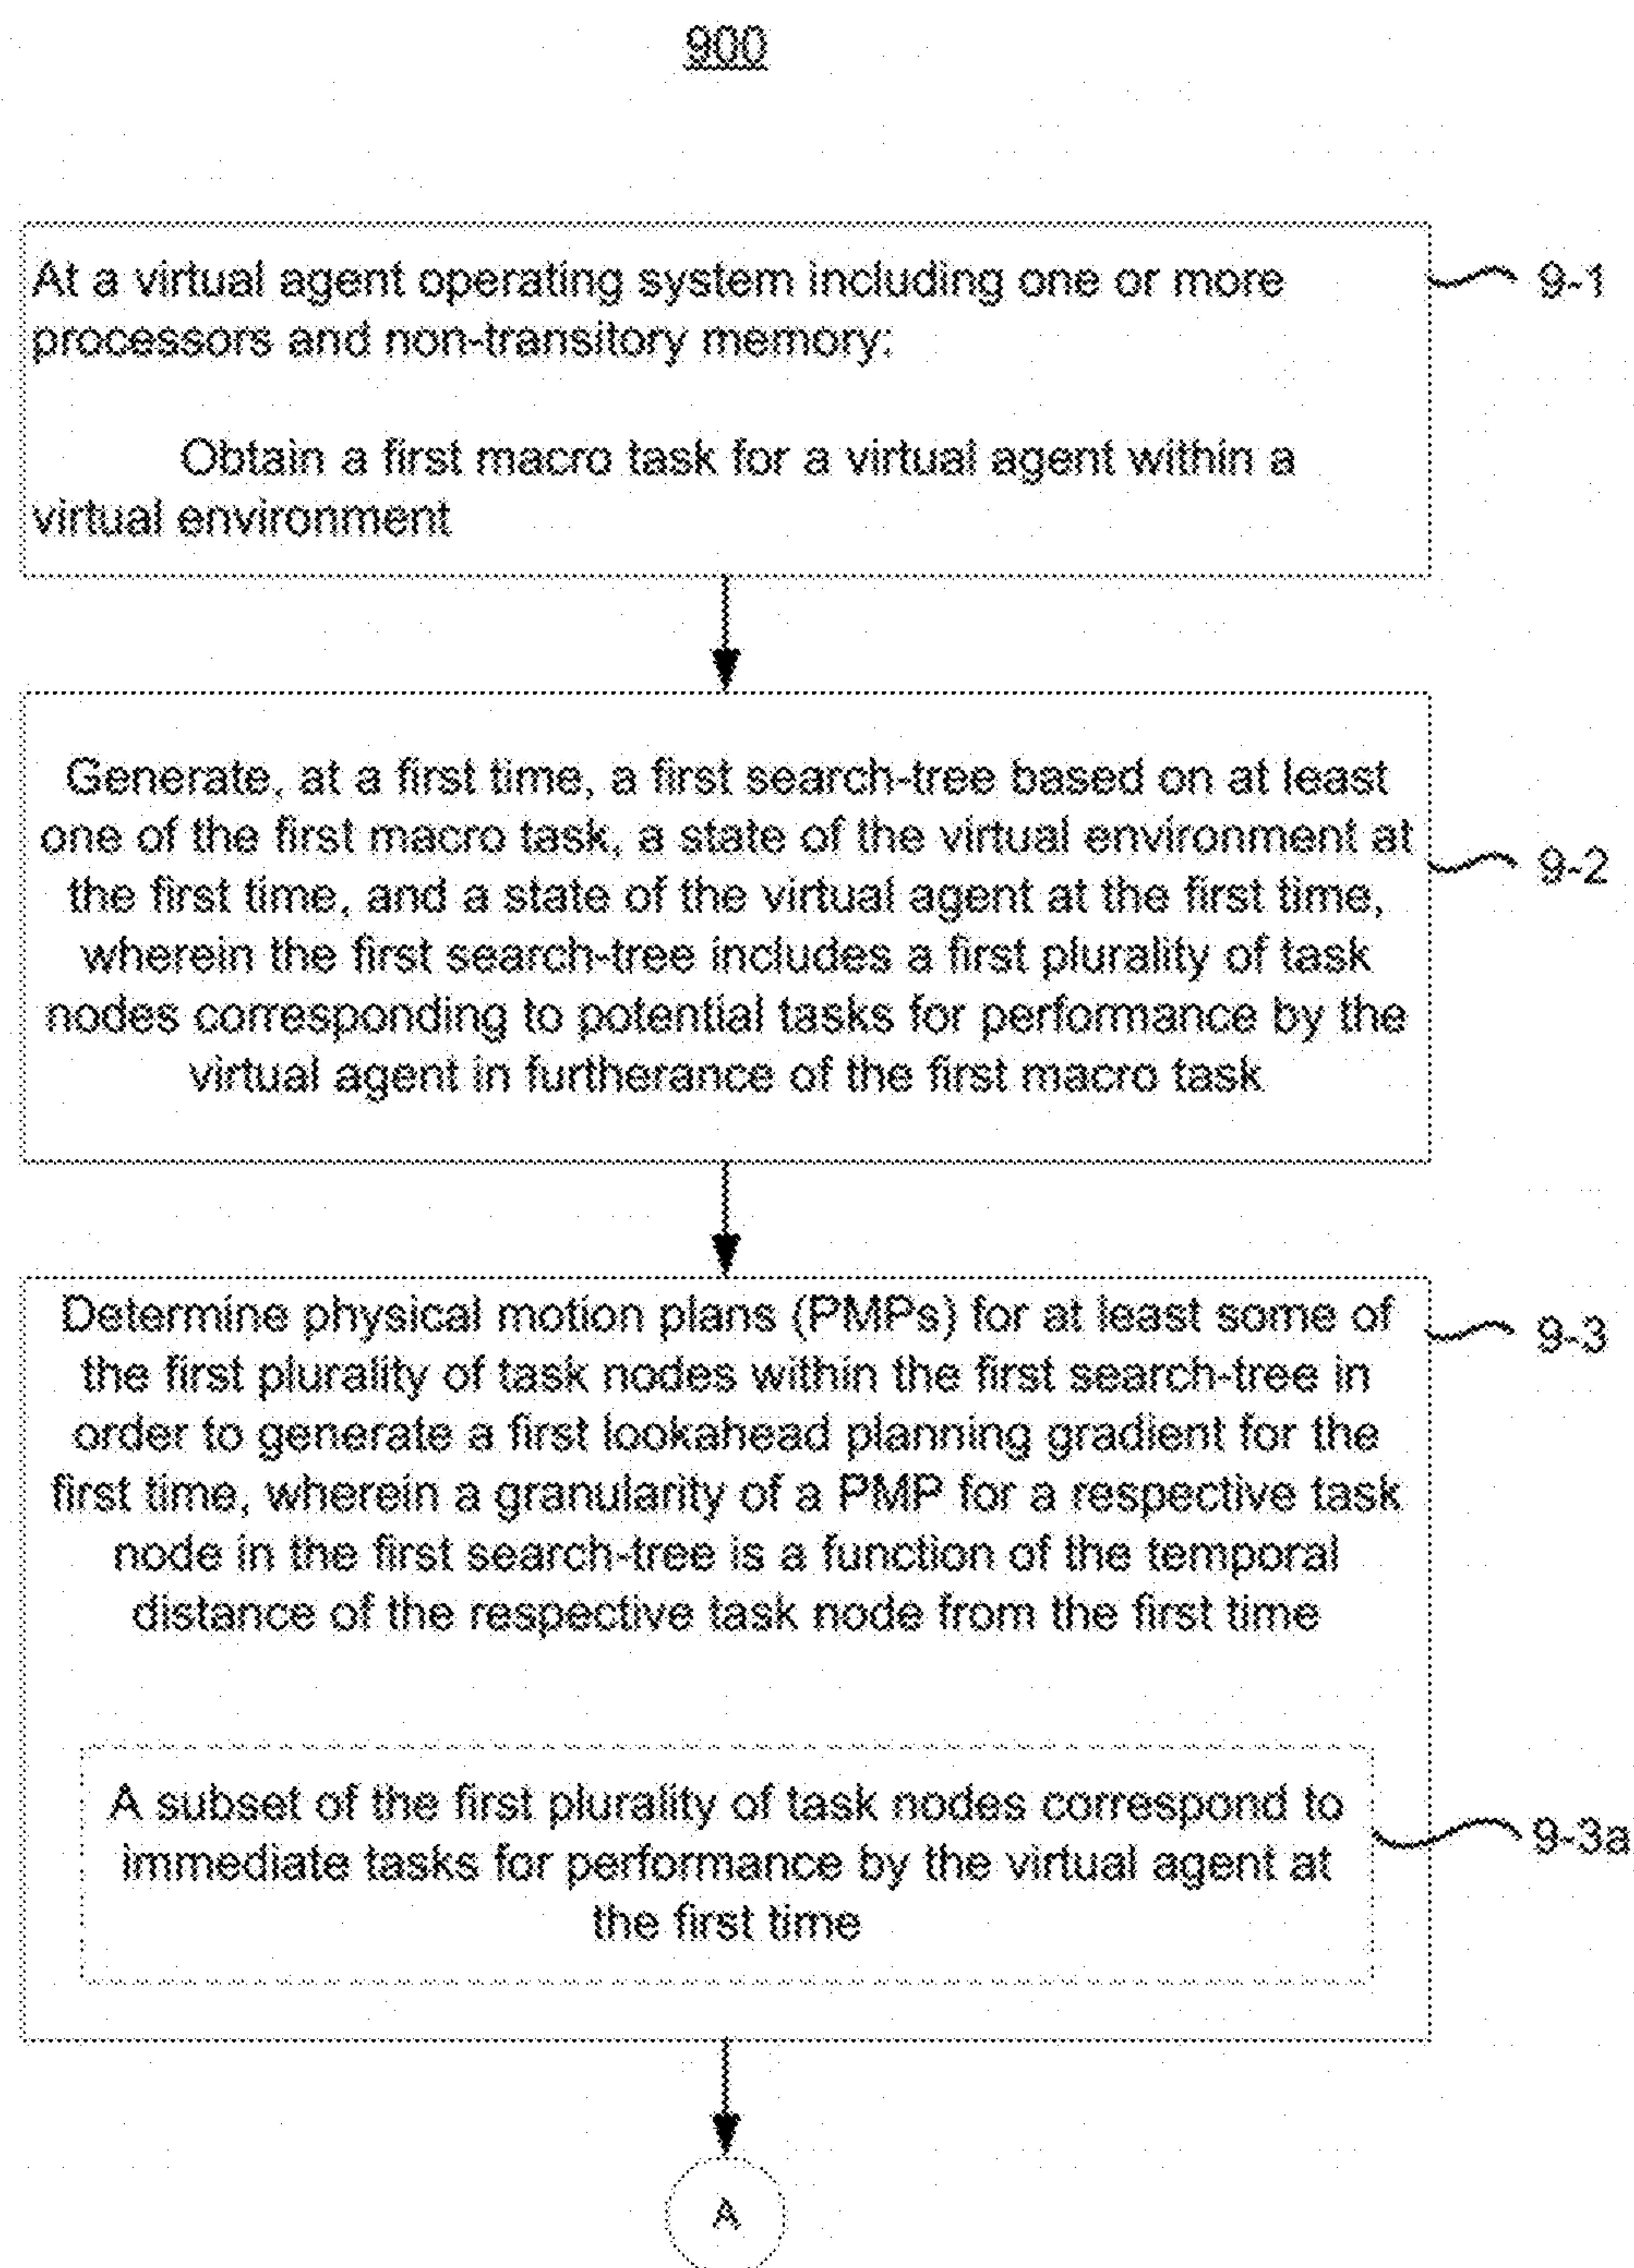 900
At a virtual agent operating system including one or more
processors and non-transitory memory:
Obtain a first macro task for a virtual agent within a
virtual environment
9-1
Generate, at a first time, a first search-tree based on at least
one of the first macro task, a state of the virtual environment at
the first time, and a state of the virtual agent at the first time,
wherein the first search-tree includes a first plurality of task
nodes corresponding to potential tasks for performance by the
virtual agent in furtherance of the first macro task
9-2
Determine physical motion plans (PMPs) for at least some of
the first plurality of task nodes within the first search-tree in
order to generate a first lookahead planning gradient for the
first time, wherein a granularity of a PMP for a respective task
node in the first search-tree is a function of the temporal
distance of the respective task node from the first time
9-3
A subset of the first plurality of task nodes correspond to
immediate tasks for performance by the virtual agent at
the first time
9-3a
A